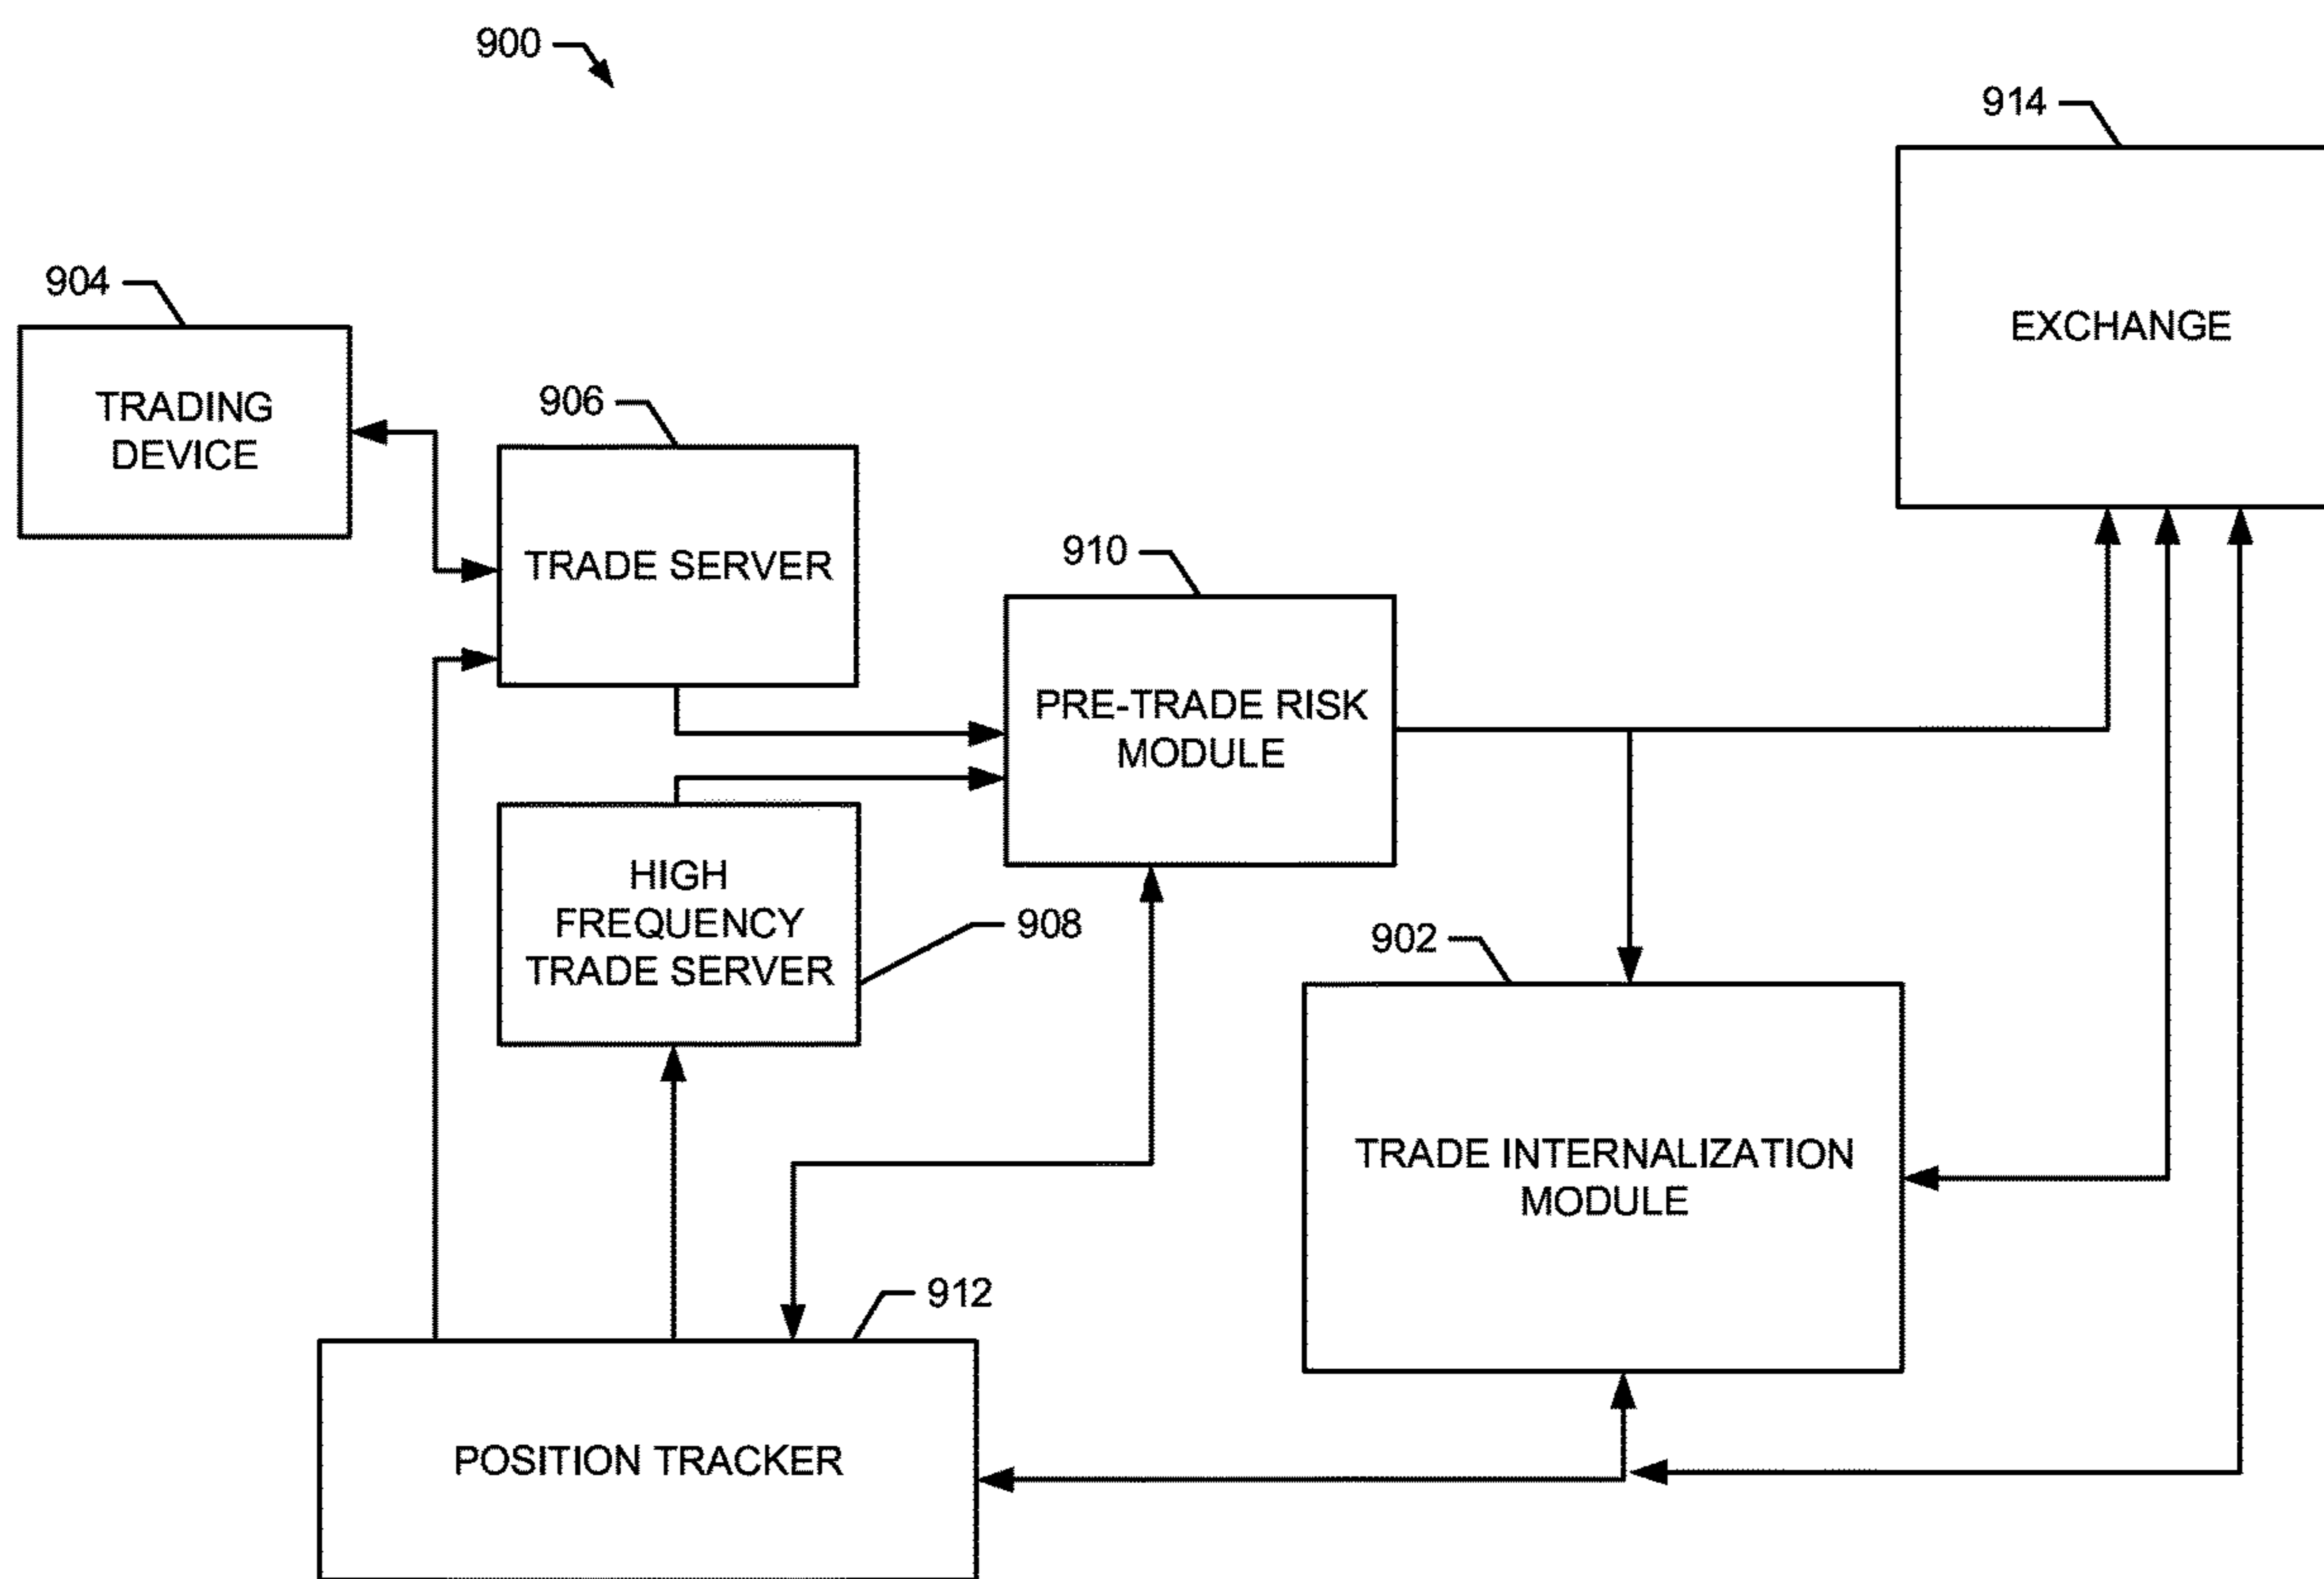 900
914
EXCHANGE
904
TRADING
DEVICE
906
TRADE SERVER
910
PRE-TRADE RISK
MODULE
HIGH
FREQUENCY
TRADE SERVER
908
902
TRADE INTERNALIZATION
MODULE
912
POSITION TRACKER